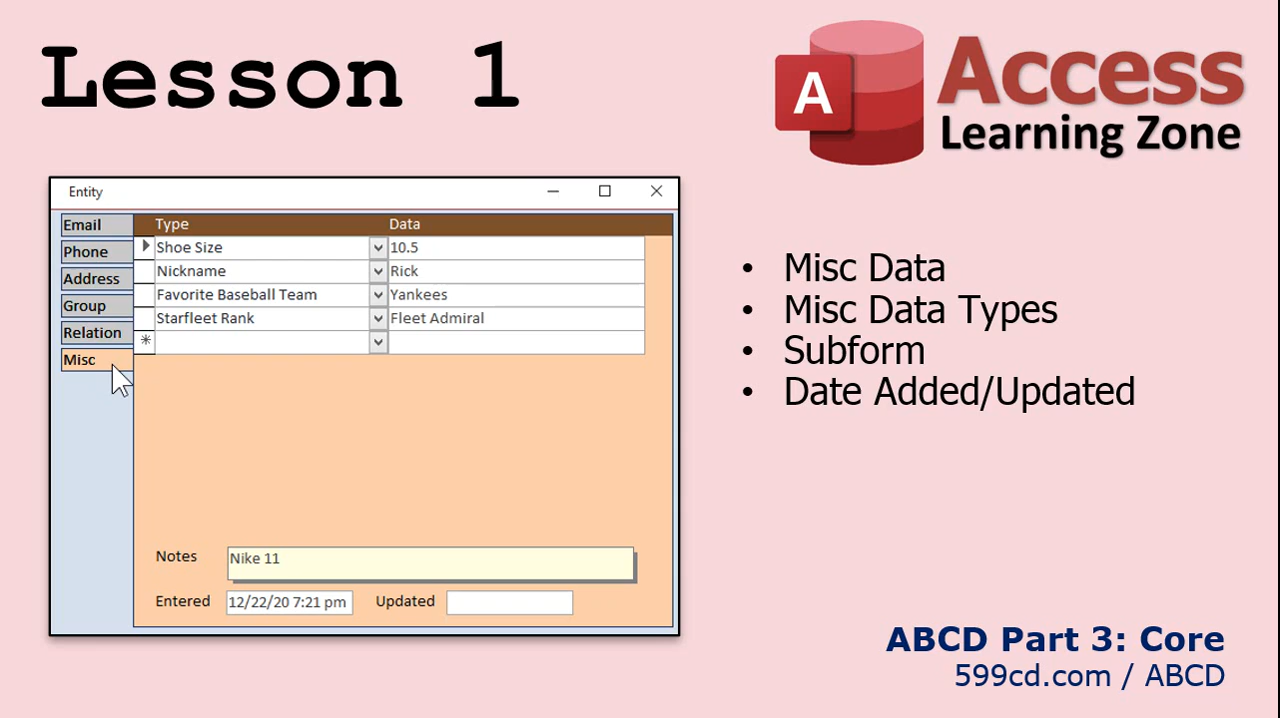 Lesson 1
A Access
Learning Zone
Entity
Email
Phone
Address
Group
Relation
Misc
Type Data
Shoe Size 10.5
Nickname Rick
Favorite Baseball Team Yankees
Starfleet Rank Fleet Admiral
*
Notes Nike 11
Entered 12/22/20 7:21 pm Updated
• Misc Data
• Misc Data Types
• Subform
• Date Added/Updated
ABCD Part 3: Core
599cd.com / ABCD